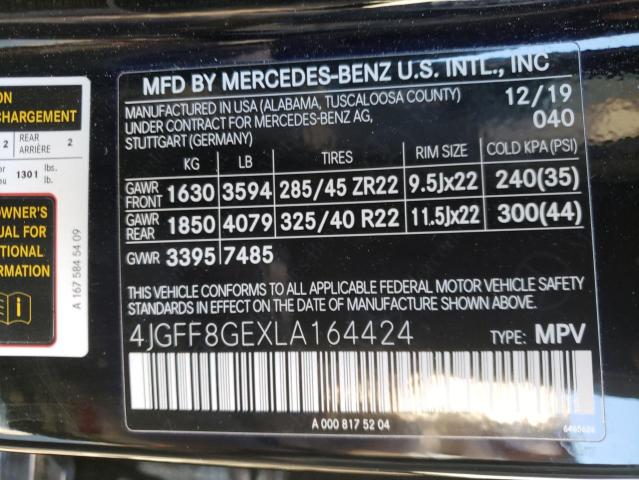 ON
CHARGEMENT
2 REAR ARRIÈRE 2
or
ou 1301 lbs.
lb.
OWNER'S
UAL FOR
TIONAL
ORMATION
A 167 584 54 09
MFD BY MERCEDES-BENZ U.S. INTL., INC
MANUFACTURED IN USA (ALABAMA, TUSCALOOSA COUNTY) 12/19
UNDER CONTRACT FOR MERCEDES-BENZ AG, 040
STUTTGART (GERMANY)
KG LB TIRES RIM SIZE COLD KPA (PSI)
GAWR FRONT 1630 3594 285/45 ZR22 9.5Jx22 240(35)
GAWR REAR 1850 4079 325/40 R22 11.5Jx22 300(44)
GVWR 3395 7485
THIS VEHICLE CONFORMS TO ALL APPLICABLE FEDERAL MOTOR VEHICLE SAFETY
STANDARDS IN EFFECT ON THE DATE OF MANUFACTURE SHOWN ABOVE.
4JGFF8GEXLA164424 TYPE: MPV
A 000 817 52 04